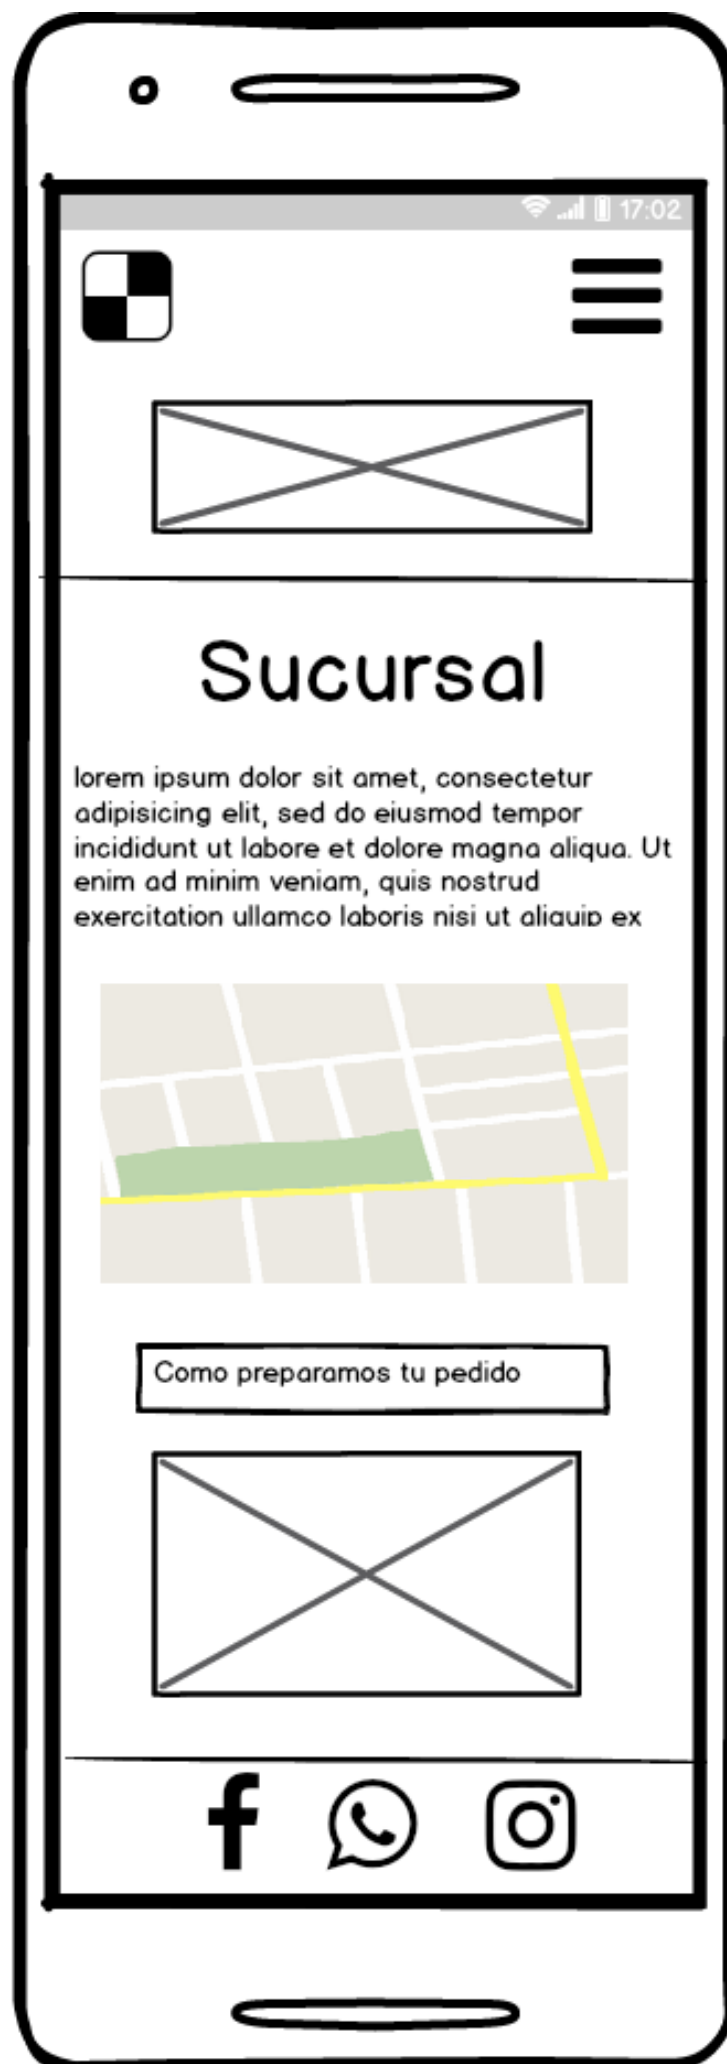 17:02
Sucursal
lorem ipsum dolor sit amet, consectetur
adipisicing elit, sed do eiusmod tempor
incididunt ut labore et dolore magna aliqua. Ut
enim ad minim veniam, quis nostrud
exercitation ullamco laboris nisi ut aliquip ex
Como preparamos tu pedido